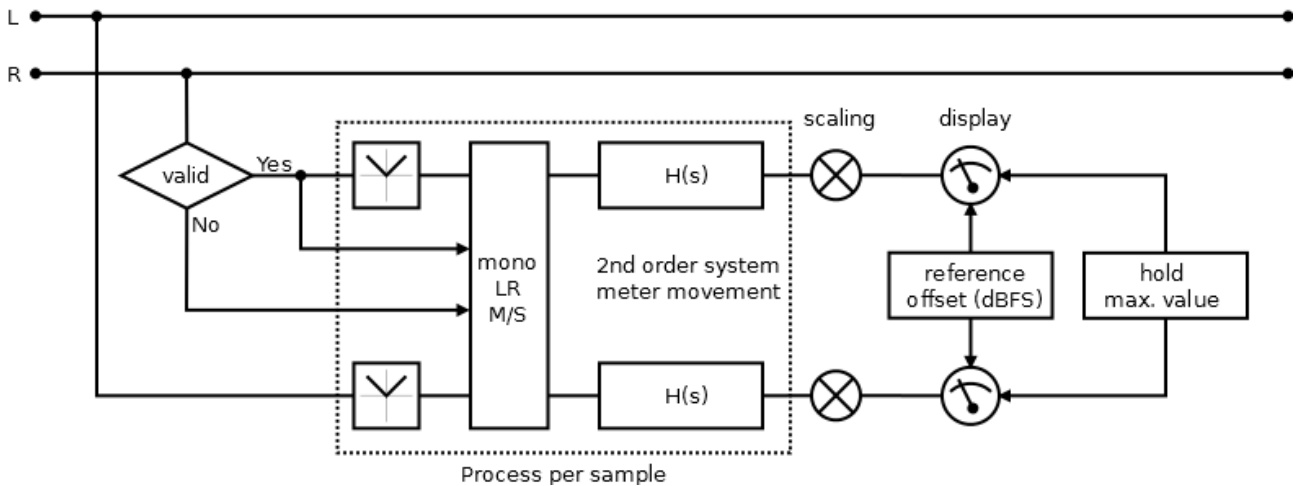 L
R
scaling
display
valid
Yes
No
H(s)
mono
LR
M/S
2nd order system
meter movement
reference
offset (dBFS)
hold
max. value
H(s)
Process per sample